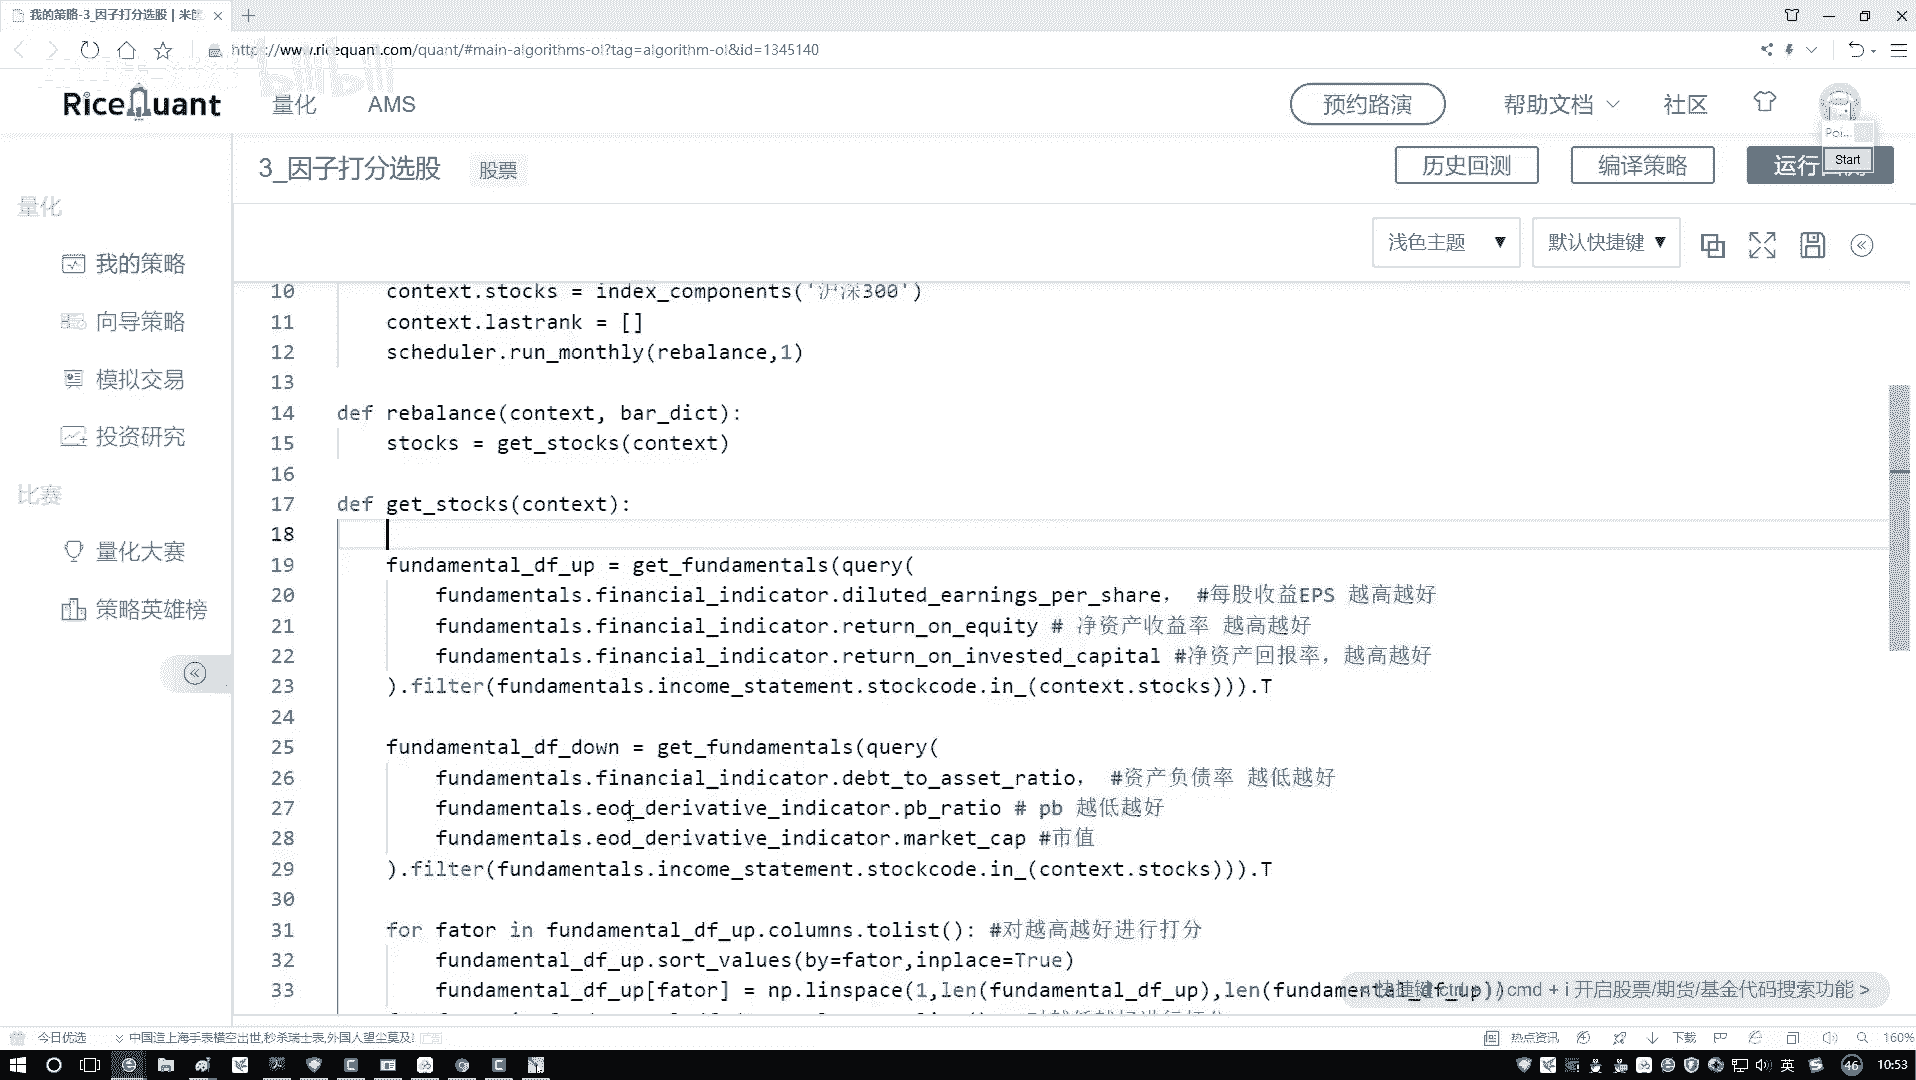 我的策略-3_因子打分选股 | 米
https://www.ricequant.com/quant/#main-algorithms-ol?tag=algorithm-ol&id=1345140
bilibili
RiceQuant
量化
AMS
预约路演
帮助文档
社区
Poi...
Start
3_因子打分选股
股票
历史回测
编译策略
运行
量化
我的策略
向导策略
模拟交易
投资研究
比赛
量化大赛
策略英雄榜
浅色主题
默认快捷键
10 context.stocks = index_components('沪深300')
11 context.lastrank = []
12 scheduler.run_monthly(rebalance,1)
13
14 def rebalance(context, bar_dict):
15 stocks = get_stocks(context)
16
17 def get_stocks(context):
18
19 fundamental_df_up = get_fundamentals(query(
20 fundamentals.financial_indicator.diluted_earnings_per_share， #每股收益EPS 越高越好
21 fundamentals.financial_indicator.return_on_equity # 净资产收益率 越高越好
22 fundamentals.financial_indicator.return_on_invested_capital #净资产回报率，越高越好
23 ).filter(fundamentals.income_statement.stockcode.in_(context.stocks))).T
24
25 fundamental_df_down = get_fundamentals(query(
26 fundamentals.financial_indicator.debt_to_asset_ratio， #资产负债率 越低越好
27 fundamentals.eod_derivative_indicator.pb_ratio # pb 越低越好
28 fundamentals.eod_derivative_indicator.market_cap #市值
29 ).filter(fundamentals.income_statement.stockcode.in_(context.stocks))).T
30
31 for fator in fundamental_df_up.columns.tolist(): #对越高越好进行打分
32 fundamental_df_up.sort_values(by=fator,inplace=True)
33 fundamental_df_up[fator] = np.linspace(1,len(fundamental_df_up),len(fundamental_df_up))
cmd + i 开启股票/期货/基金代码搜索功能 >
今日优选
中国造上海手表横空出世,秒杀瑞士表,外国人望尘莫及!
热点资讯
下载
160%
英
46
10:53